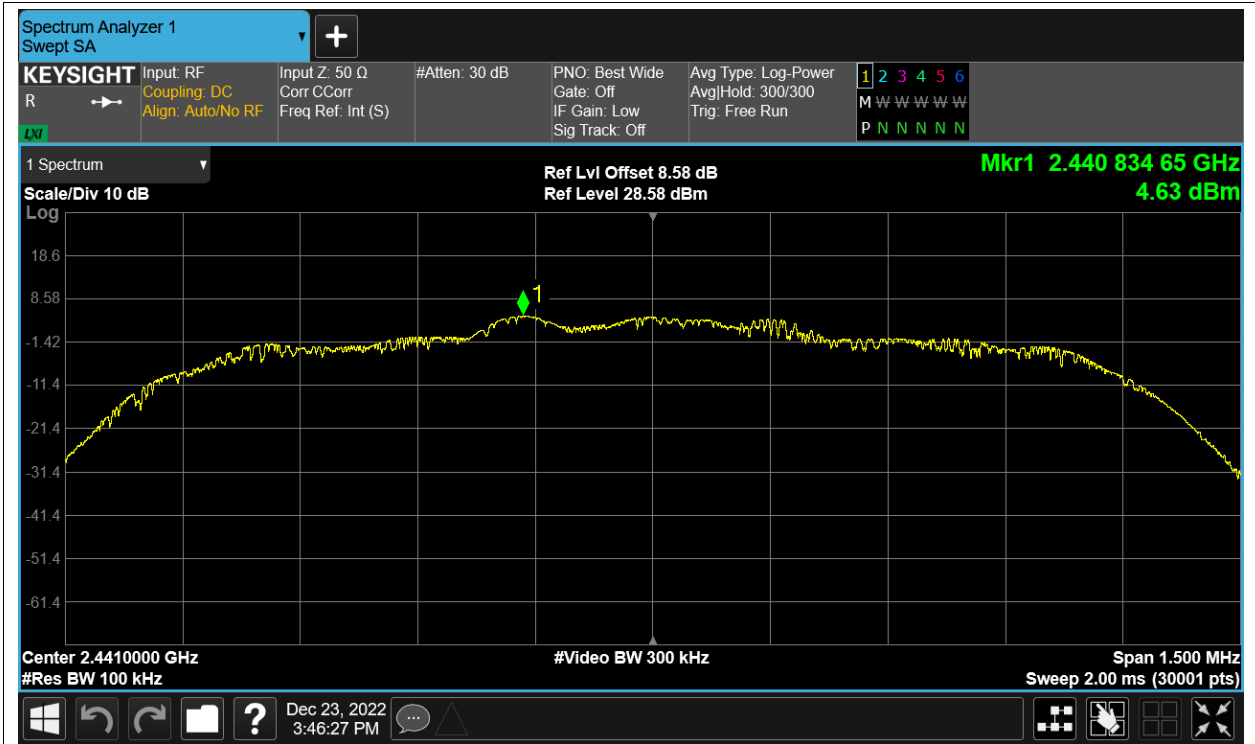 Spectrum Analyzer 1
Swept SA
+
KEYSIGHT
R
LXI
Input: RF
Coupling: DC
Align: Auto/No RF
Input Z: 50 Ω
Corr CCorr
Freq Ref: Int (S)
#Atten: 30 dB
PNO: Best Wide
Gate: Off
IF Gain: Low
Sig Track: Off
Avg Type: Log-Power
Avg|Hold: 300/300
Trig: Free Run
1 2 3 4 5 6
M W W W W W
P N N N N N
1 Spectrum
Scale/Div 10 dB
Ref Lvl Offset 8.58 dB
Ref Level 28.58 dBm
Mkr1 2.440 834 65 GHz
4.63 dBm
Log
18.6
8.58
1
-1.42
-11.4
-21.4
-31.4
-41.4
-51.4
-61.4
Center 2.4410000 GHz
#Video BW 300 kHz
Span 1.500 MHz
#Res BW 100 kHz
Sweep 2.00 ms (30001 pts)
?
Dec 23, 2022
3:46:27 PM